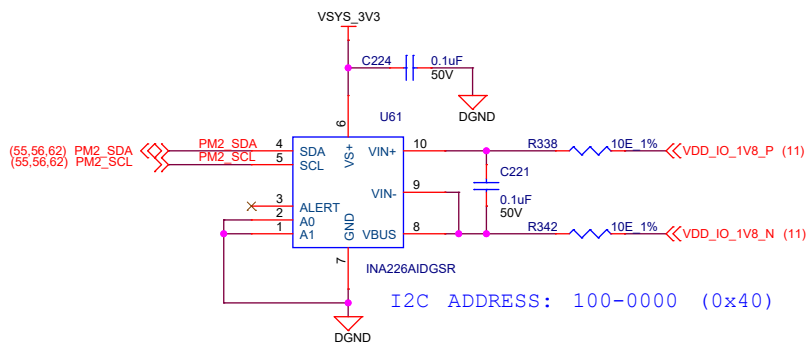 VSYS_3V3
C224 0.1uF
50V
DGND
6 U61
(55,56,62) PM2_SDA PM2_SDA 4 SDA VS+ VIN+ 10 R338 10E_1% VDD_IO_1V8_P (11)
(55,56,62) PM2_SCL PM2_SCL 5 SCL
C221
VIN- 9 0.1uF
50V
3 ALERT
2 A0 GND
1 A1 VBUS 8 R342 10E_1% VDD_IO_1V8_N (11)
7 INA226AIDGSR
I2C ADDRESS: 100-0000 (0x40)
DGND